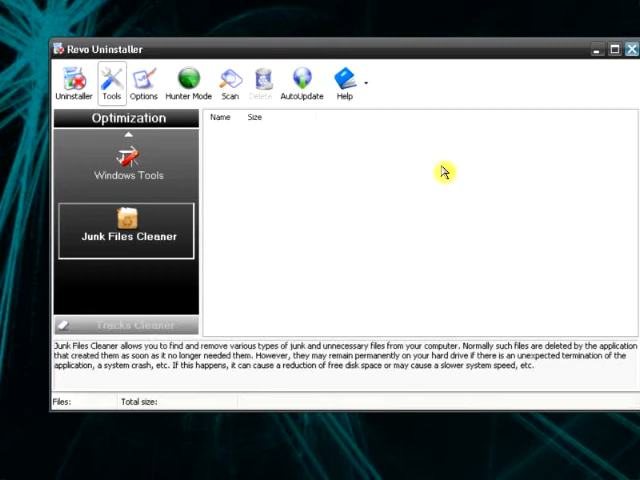 Revo Uninstaller
Uninstaller Tools Options Hunter Mode Scan Delete AutoUpdate Help
Optimization
Name Size
Windows Tools
Junk Files Cleaner
Tracks Cleaner
Junk Files Cleaner allows you to find and remove various types of junk and unnecessary files from your computer. Normally such files are deleted by the application
that created them as soon as it no longer needed them. However, they may remain permanently on your hard drive if there is an unexpected termination of the
application, a system crash, etc. If this happens, it can cause a reduction of free disk space or may cause a slower system speed, etc.
Files: Total size: